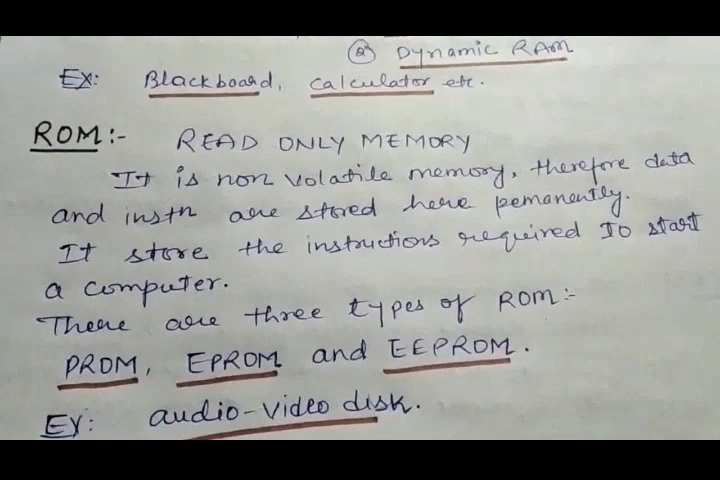 ② Dynamic RAM
Ex: Blackboard, Calculator etc.
ROM:- READ ONLY MEMORY
It is non volatile memory, therefore data
and instn are stored here pemanently.
It store the instructions required To start
a computer.
There are three types of ROM:-
PROM, EPROM and EEPROM.
Ex: audio-video disk.